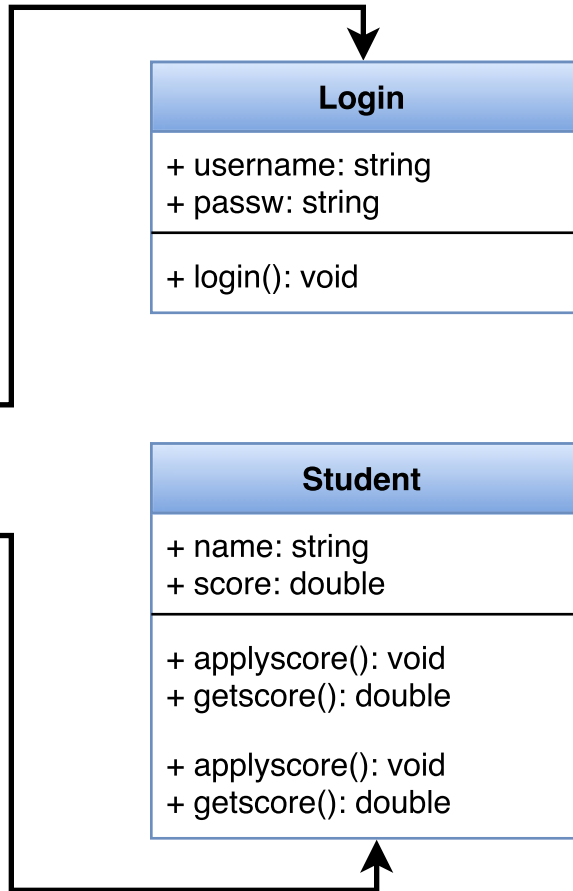 Login
+ username: string
+ passw: string
+ login(): void
Student
+ name: string
+ score: double
+ applyscore(): void
+ getscore(): double
+ applyscore(): void
+ getscore(): double